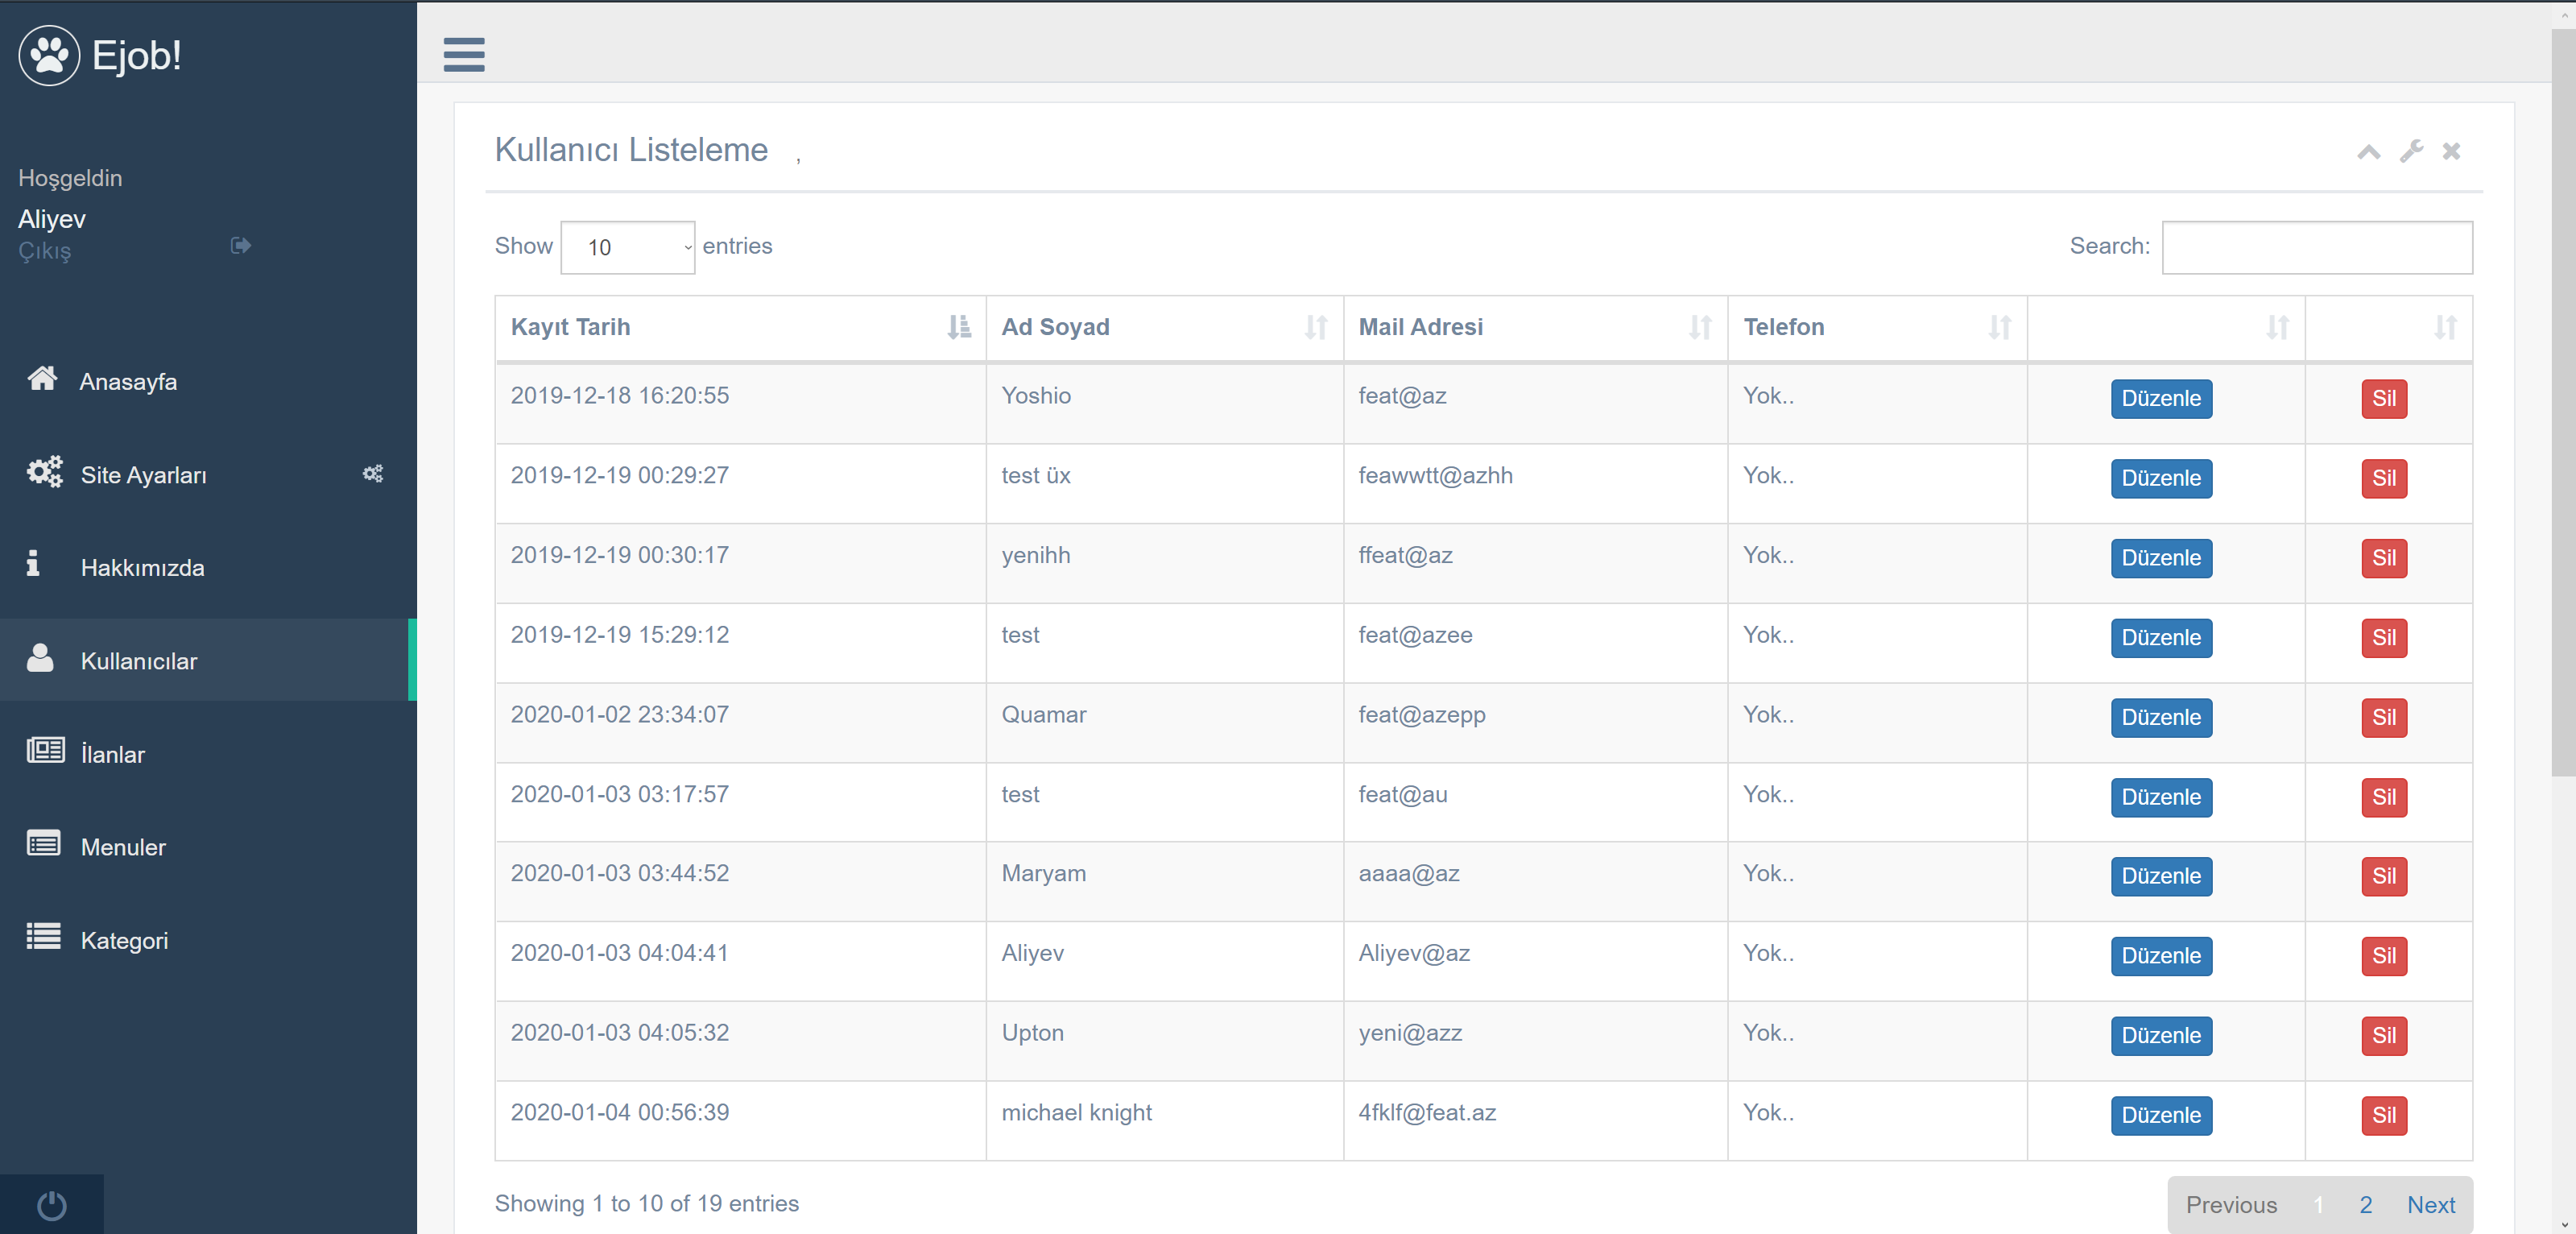 Ejob!
Hoşgeldin
Aliyev
Çıkış
Anasayfa
Site Ayarları
Hakkımızda
Kullanıcılar
İlanlar
Menuler
Kategori
Kullanıcı Listeleme ,
Show 10 entries Search:
Kayıt Tarih Ad Soyad Mail Adresi Telefon
2019-12-18 16:20:55 Yoshio feat@az Yok.. Düzenle Sil
2019-12-19 00:29:27 test üx feawwtt@azhh Yok.. Düzenle Sil
2019-12-19 00:30:17 yenihh ffeat@az Yok.. Düzenle Sil
2019-12-19 15:29:12 test feat@azee Yok.. Düzenle Sil
2020-01-02 23:34:07 Quamar feat@azepp Yok.. Düzenle Sil
2020-01-03 03:17:57 test feat@au Yok.. Düzenle Sil
2020-01-03 03:44:52 Maryam aaaa@az Yok.. Düzenle Sil
2020-01-03 04:04:41 Aliyev Aliyev@az Yok.. Düzenle Sil
2020-01-03 04:05:32 Upton yeni@azz Yok.. Düzenle Sil
2020-01-04 00:56:39 michael knight 4fklf@feat.az Yok.. Düzenle Sil
Showing 1 to 10 of 19 entries Previous 1 2 Next